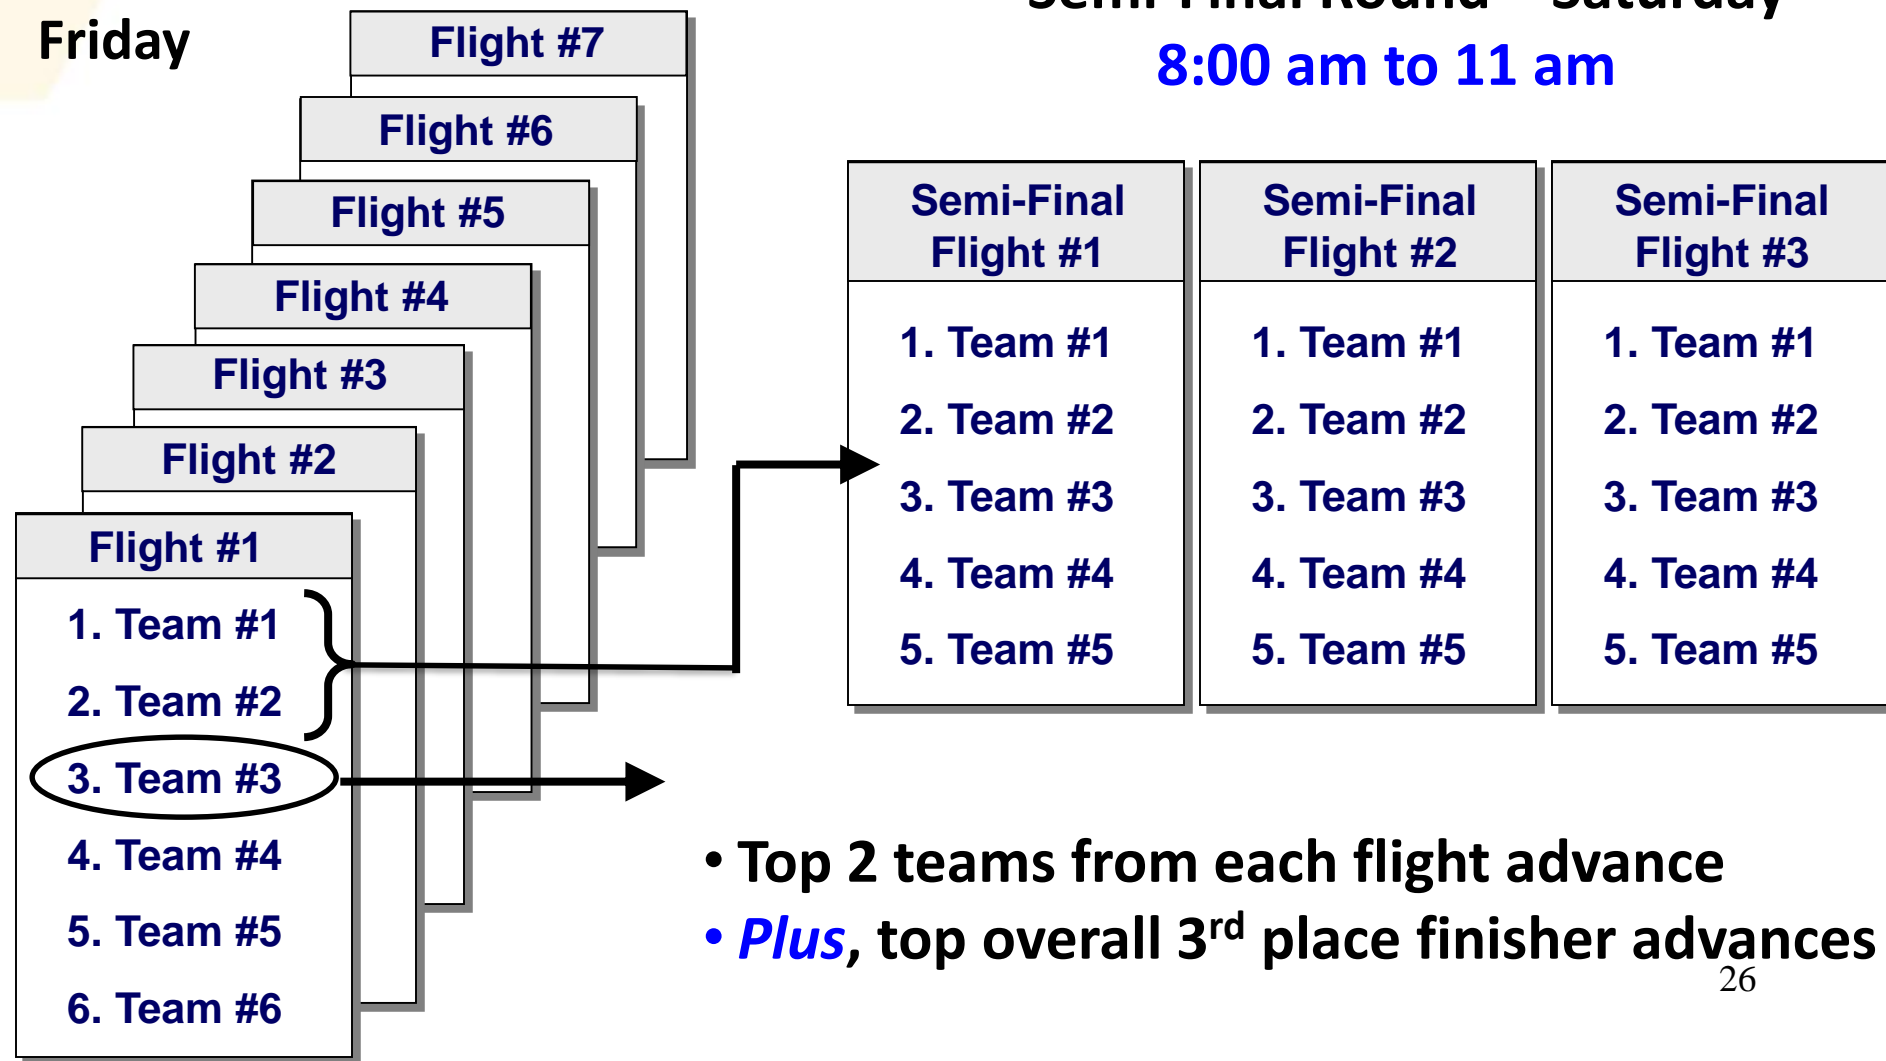 Semi-Final Round – Saturday
Friday
8:00 am to 11 am
Flight #7
Flight #6
Flight #5
Flight #4
Flight #3
Flight #2
Flight #1
1. Team #1
2. Team #2
3. Team #3
4. Team #4
5. Team #5
6. Team #6
Semi-Final
Flight #1
1. Team #1
2. Team #2
3. Team #3
4. Team #4
5. Team #5
Semi-Final
Flight #2
1. Team #1
2. Team #2
3. Team #3
4. Team #4
5. Team #5
Semi-Final
Flight #3
1. Team #1
2. Team #2
3. Team #3
4. Team #4
5. Team #5
• Top 2 teams from each flight advance
• Plus, top overall 3rd place finisher advances
26